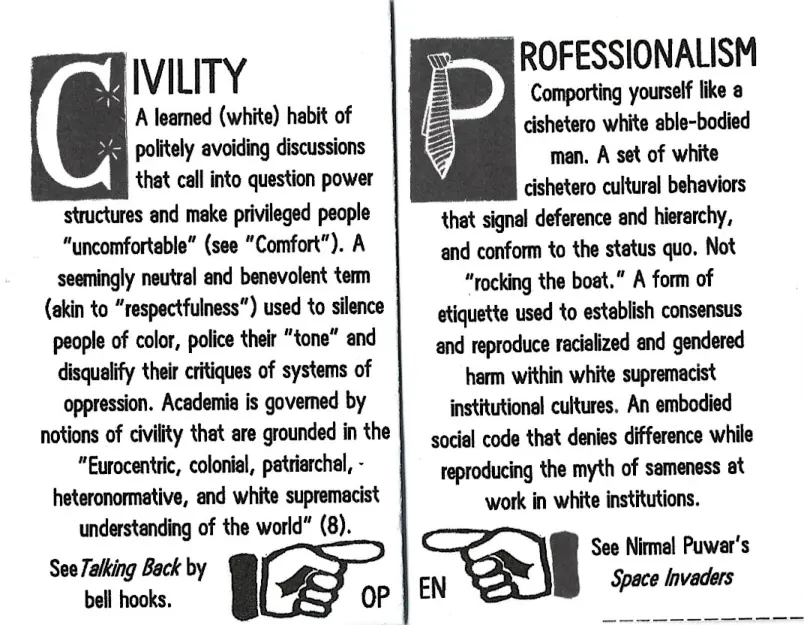 CIVILITY
A learned (white) habit of
politely avoiding discussions
that call into question power
structures and make privileged people
"uncomfortable" (see "Comfort"). A
seemingly neutral and benevolent term
(akin to "respectfulness") used to silence
people of color, police their "tone" and
disqualify their critiques of systems of
oppression. Academia is governed by
notions of civility that are grounded in the
"Eurocentric, colonial, patriarchal,
heteronormative, and white supremacist
understanding of the world" (8).
See Talking Back by
bell hooks.
OP
PROFESSIONALISM
Comporting yourself like a
cishetero white able-bodied
man. A set of white
cishetero cultural behaviors
that signal deference and hierarchy,
and conform to the status quo. Not
"rocking the boat." A form of
etiquette used to establish consensus
and reproduce racialized and gendered
harm within white supremacist
institutional cultures. An embodied
social code that denies difference while
reproducing the myth of sameness at
work in white institutions.
EN
See Nirmal Puwar's
Space Invaders